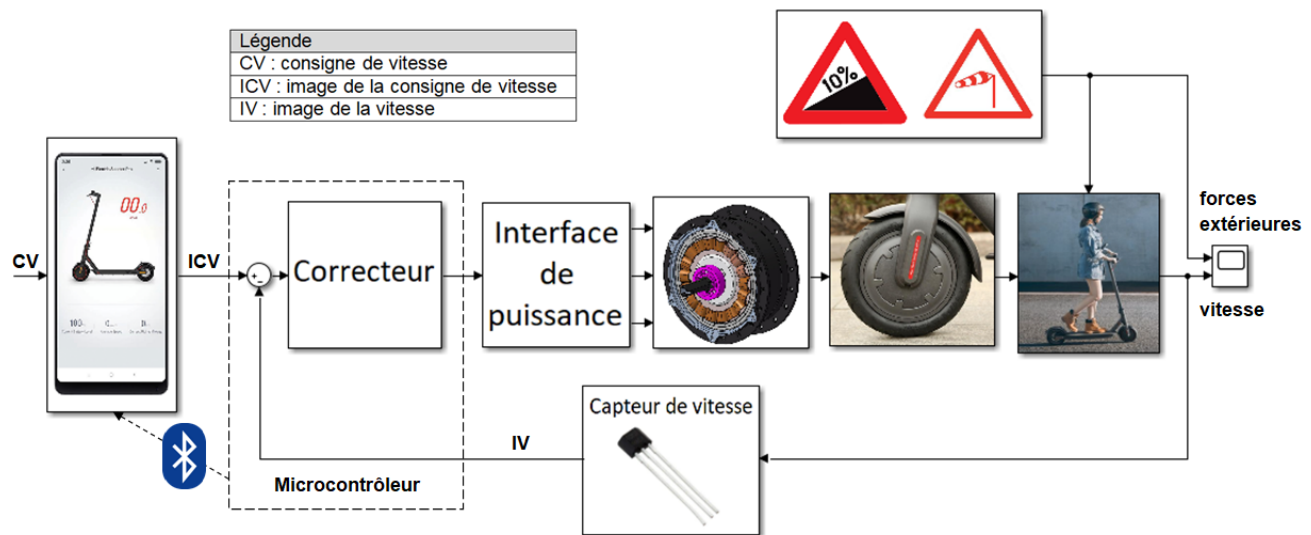 Légende
CV : consigne de vitesse
ICV : image de la consigne de vitesse
IV : image de la vitesse
10%
00.0
CV
ICV
+
-
Correcteur
Interface
de
puissance
forces
extérieures
vitesse
Capteur de vitesse
IV
Microcontrôleur